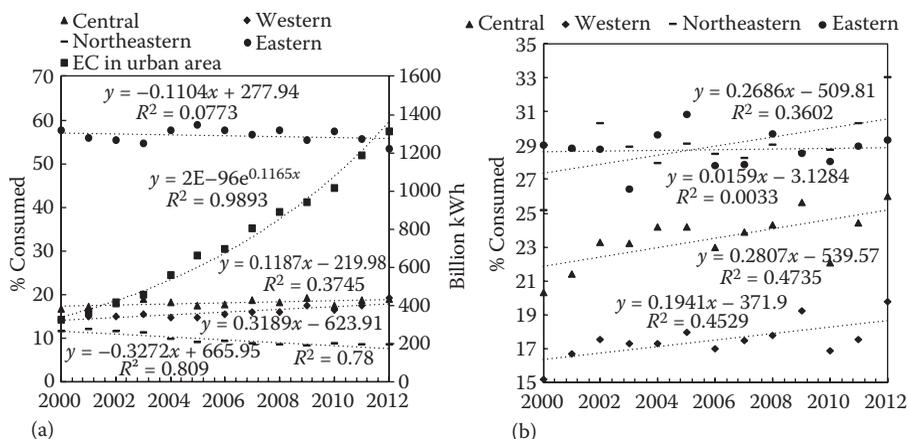 Central Western
Northeastern Eastern
EC in urban area
70 1600
60 1400
50 1200
40 1000
30 800
20 600
10 400
0 200
0
% Consumed
Billion kWh
y = −0.1104x + 277.94
R² = 0.0773
y = 2E−96e^0.1165x
R² = 0.9893
y = 0.1187x − 219.98
R² = 0.3745
y = 0.3189x − 623.91
y = −0.3272x + 665.95
R² = 0.78
R² = 0.809
2000 2002 2004 2006 2008 2010 2012
(a)
Central Western Northeastern Eastern
35
33
31
29
27
25
23
21
19
17
15
% Consumed
y = 0.2686x − 509.81
R² = 0.3602
y = 0.0159x − 3.1284
R² = 0.0033
y = 0.2807x − 539.57
R² = 0.4735
y = 0.1941x − 371.9
R² = 0.4529
2000 2002 2004 2006 2008 2010 2012
(b)